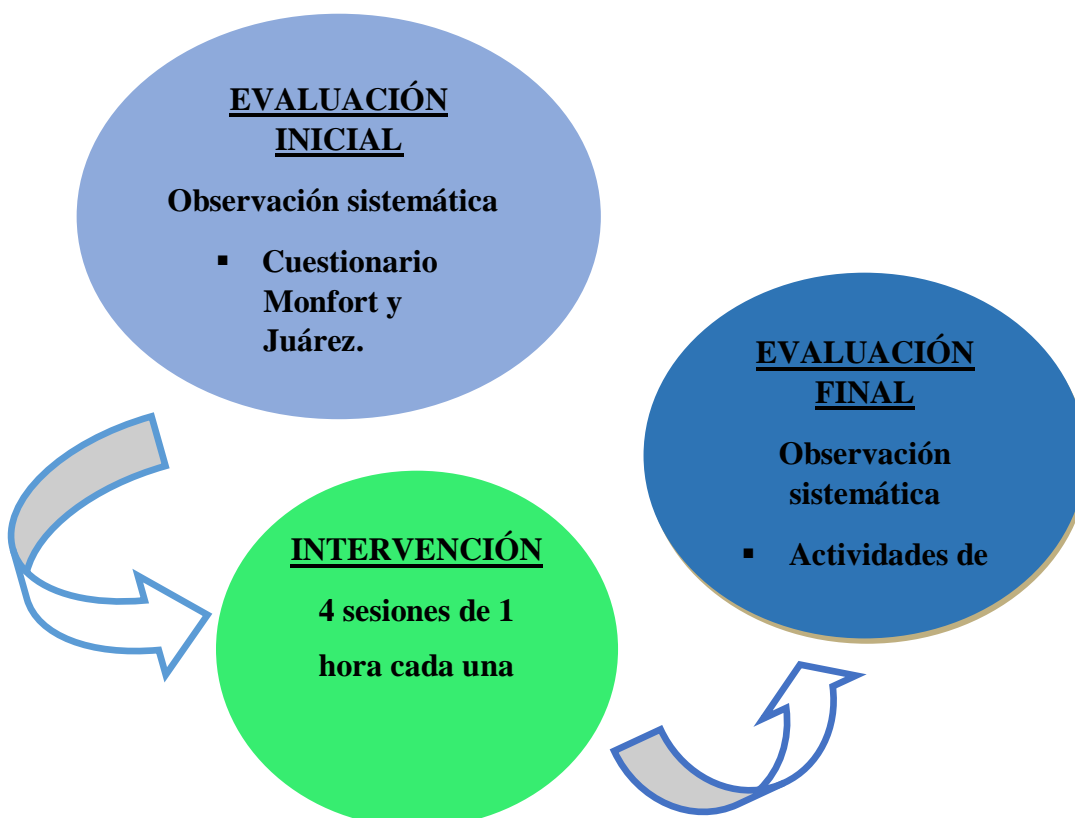 EVALUACIÓN
INICIAL
Observación sistemática
▪ Cuestionario
Monfort y
Juárez.
INTERVENCIÓN
4 sesiones de 1
hora cada una
EVALUACIÓN
FINAL
Observación
sistemática
▪ Actividades de